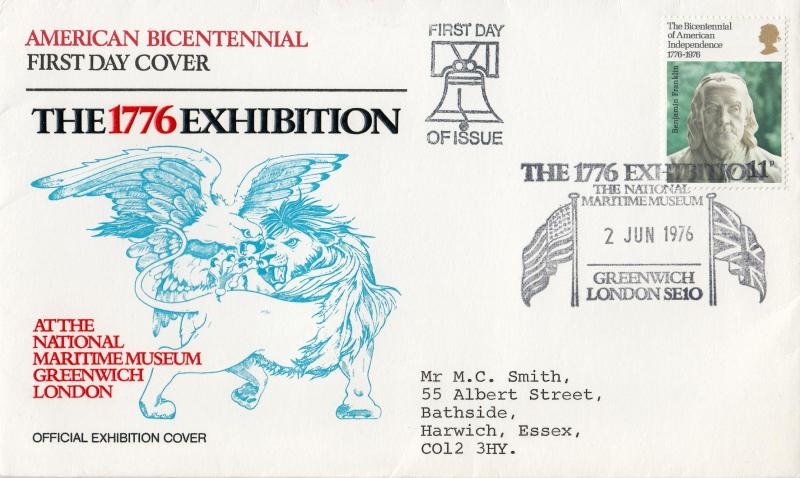 AMERICAN BICENTENNIAL
FIRST DAY COVER
THE 1776 EXHIBITION
AT THE
NATIONAL
MARITIME MUSEUM
GREENWICH
LONDON
OFFICIAL EXHIBITION COVER
FIRST DAY
OF ISSUE
The Bicentennial
of American
Independence
1776-1976
Benjamin Franklin
11P
THE 1776 EXHIBITION
THE NATIONAL
MARITIME MUSEUM
2 JUN 1976
GREENWICH
LONDON SE10
Mr M.C. Smith,
55 Albert Street,
Bathside,
Harwich, Essex,
CO12 3HY.